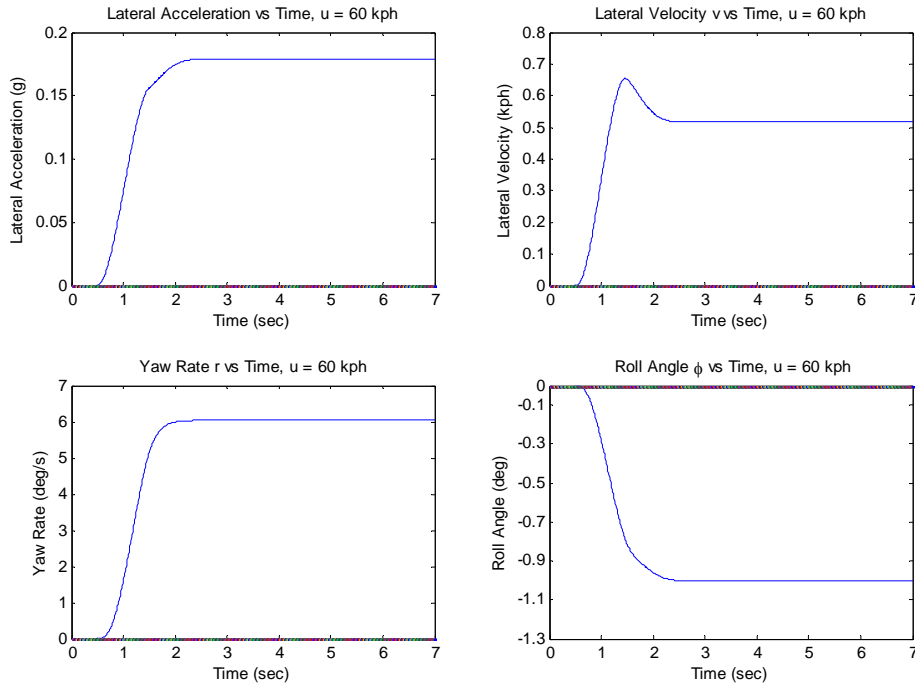 Lateral Acceleration vs Time, u = 60 kph
Lateral Acceleration (g)
0.2
0.15
0.1
0.05
0
0 1 2 3 4 5 6 7
Time (sec)
Lateral Velocity v vs Time, u = 60 kph
Lateral Velocity (kph)
0.8
0.7
0.6
0.5
0.4
0.3
0.2
0.1
0
0 1 2 3 4 5 6 7
Time (sec)
Yaw Rate r vs Time, u = 60 kph
Yaw Rate (deg/s)
7
6
5
4
3
2
1
0
0 1 2 3 4 5 6 7
Time (sec)
Roll Angle ϕ vs Time, u = 60 kph
Roll Angle (deg)
0
-0.1
-0.3
-0.5
-0.7
-0.9
-1.1
-1.3
0 1 2 3 4 5 6 7
Time (sec)